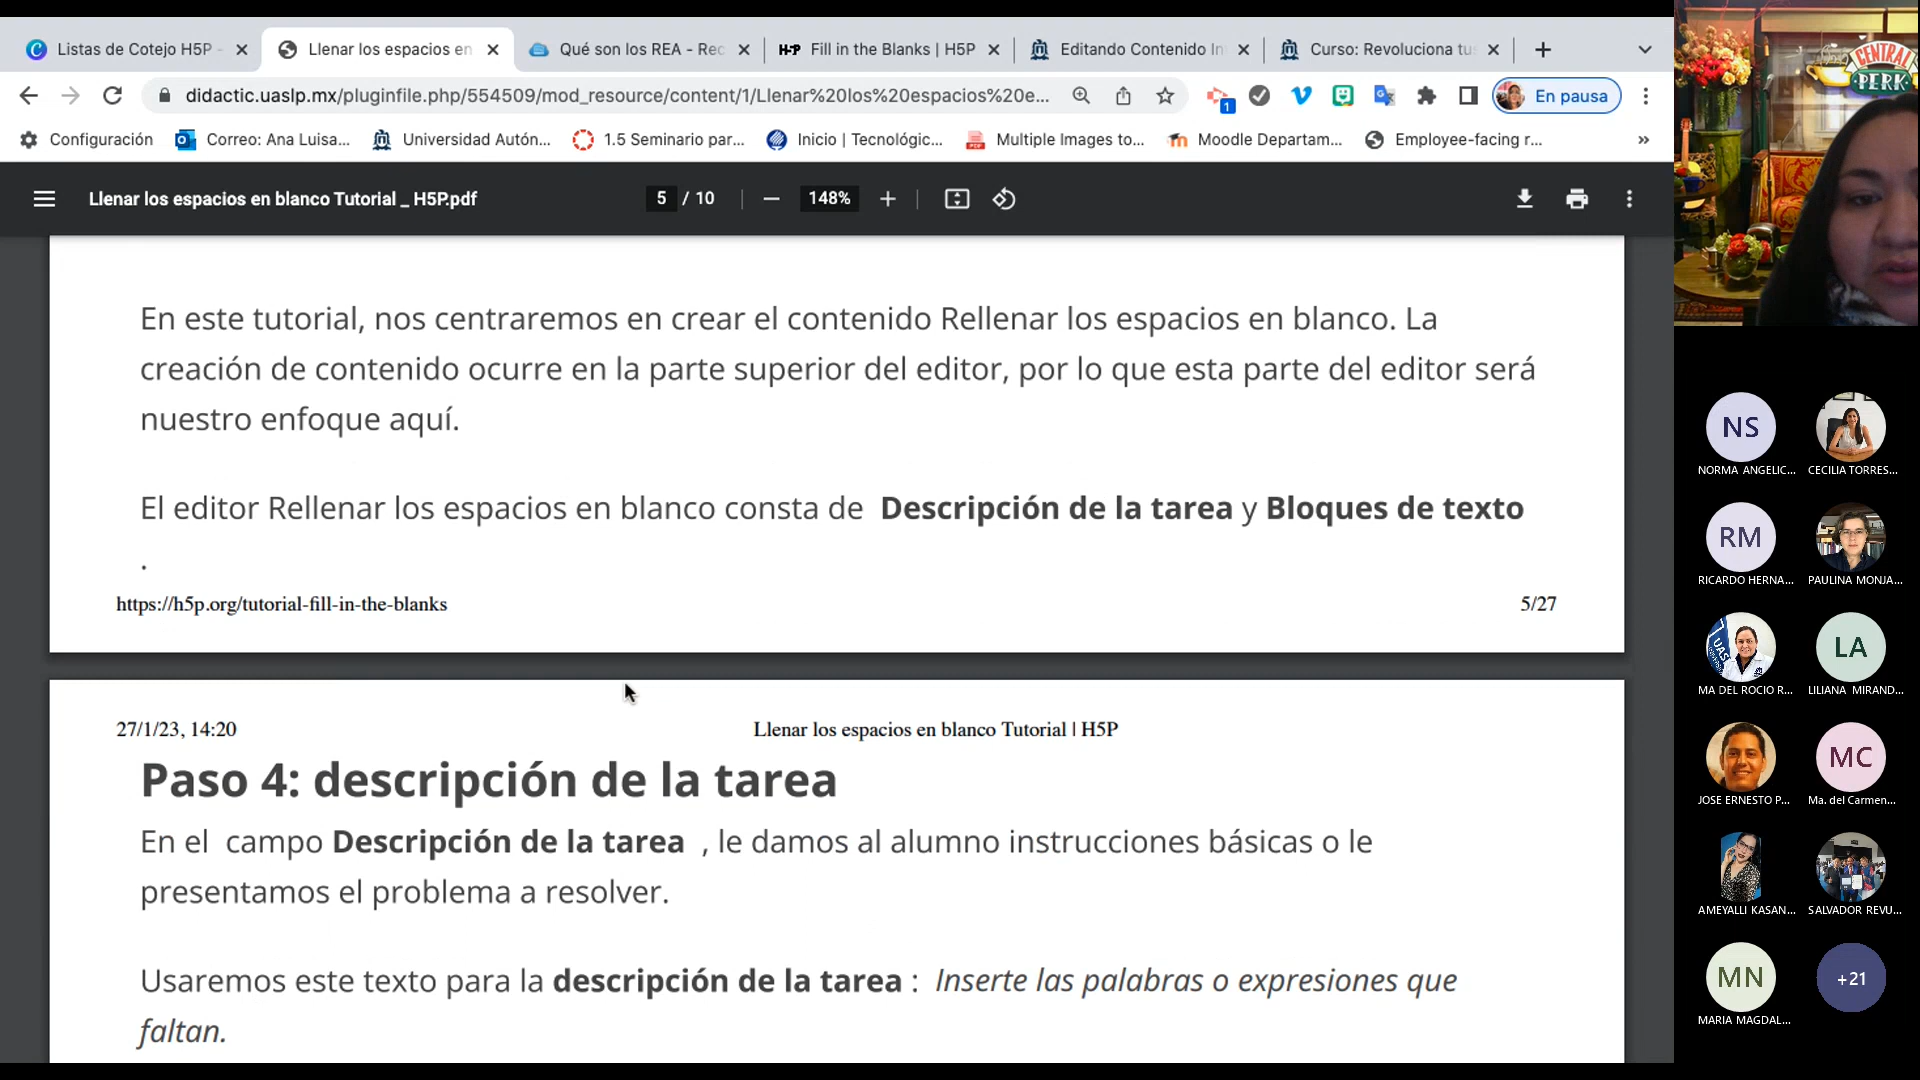 Listas de Cotejo H5P -
Llenar los espacios en
Qué son los REA - Rec
H5P Fill in the Blanks | H5P
Editando Contenido In
Curso: Revoluciona tus
didactic.uaslp.mx/pluginfile.php/554509/mod_resource/content/1/Llenar%20los%20espacios%20e...
1
En pausa
Configuración
Correo: Ana Luisa...
Universidad Autón...
1.5 Seminario par...
Inicio | Tecnológic...
Multiple Images to...
Moodle Departam...
Employee-facing r...
»
Llenar los espacios en blanco Tutorial _ H5P.pdf
5 / 10
148%
En este tutorial, nos centraremos en crear el contenido Rellenar los espacios en blanco. La
creación de contenido ocurre en la parte superior del editor, por lo que esta parte del editor será
nuestro enfoque aquí.
El editor Rellenar los espacios en blanco consta de Descripción de la tarea y Bloques de texto
.
https://h5p.org/tutorial-fill-in-the-blanks
5/27
27/1/23, 14:20
Llenar los espacios en blanco Tutorial | H5P
Paso 4: descripción de la tarea
En el campo Descripción de la tarea , le damos al alumno instrucciones básicas o le
presentamos el problema a resolver.
Usaremos este texto para la descripción de la tarea : Inserte las palabras o expresiones que
faltan.
CENTRAL
PERK
NS
NORMA ANGELIC...
CECILIA TORRES...
RM
RICARDO HERNA...
PAULINA MONJA...
MA DEL ROCIO R...
LA
LILIANA MIRAND...
JOSE ERNESTO P...
MC
Ma. del Carmen...
AMEYALLI KASAN...
SALVADOR REVU...
MN
MARIA MAGDAL...
+21